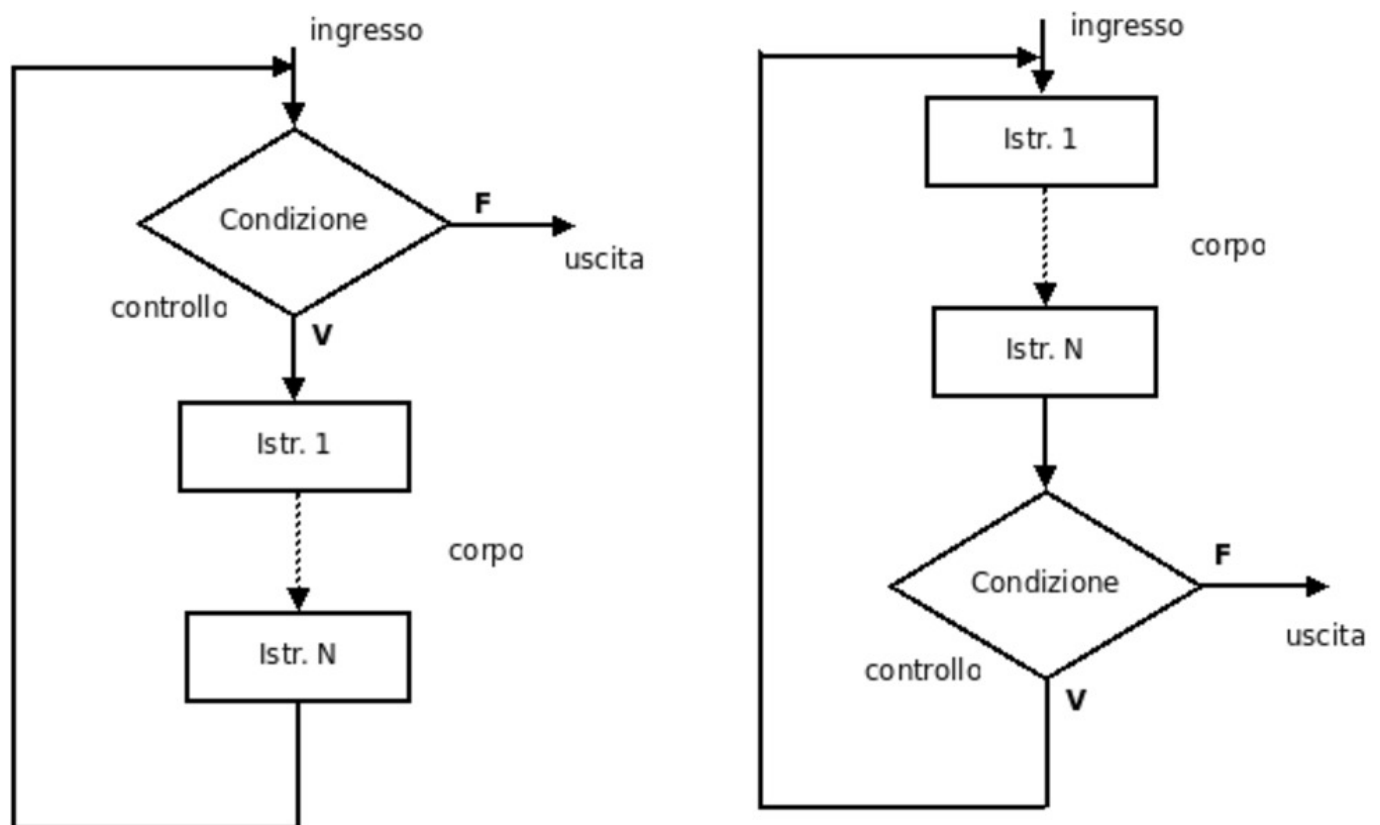 ingresso
Condizione
F
uscita
controllo
V
Istr. 1
corpo
Istr. N
ingresso
Istr. 1
corpo
Istr. N
Condizione
F
uscita
controllo
V